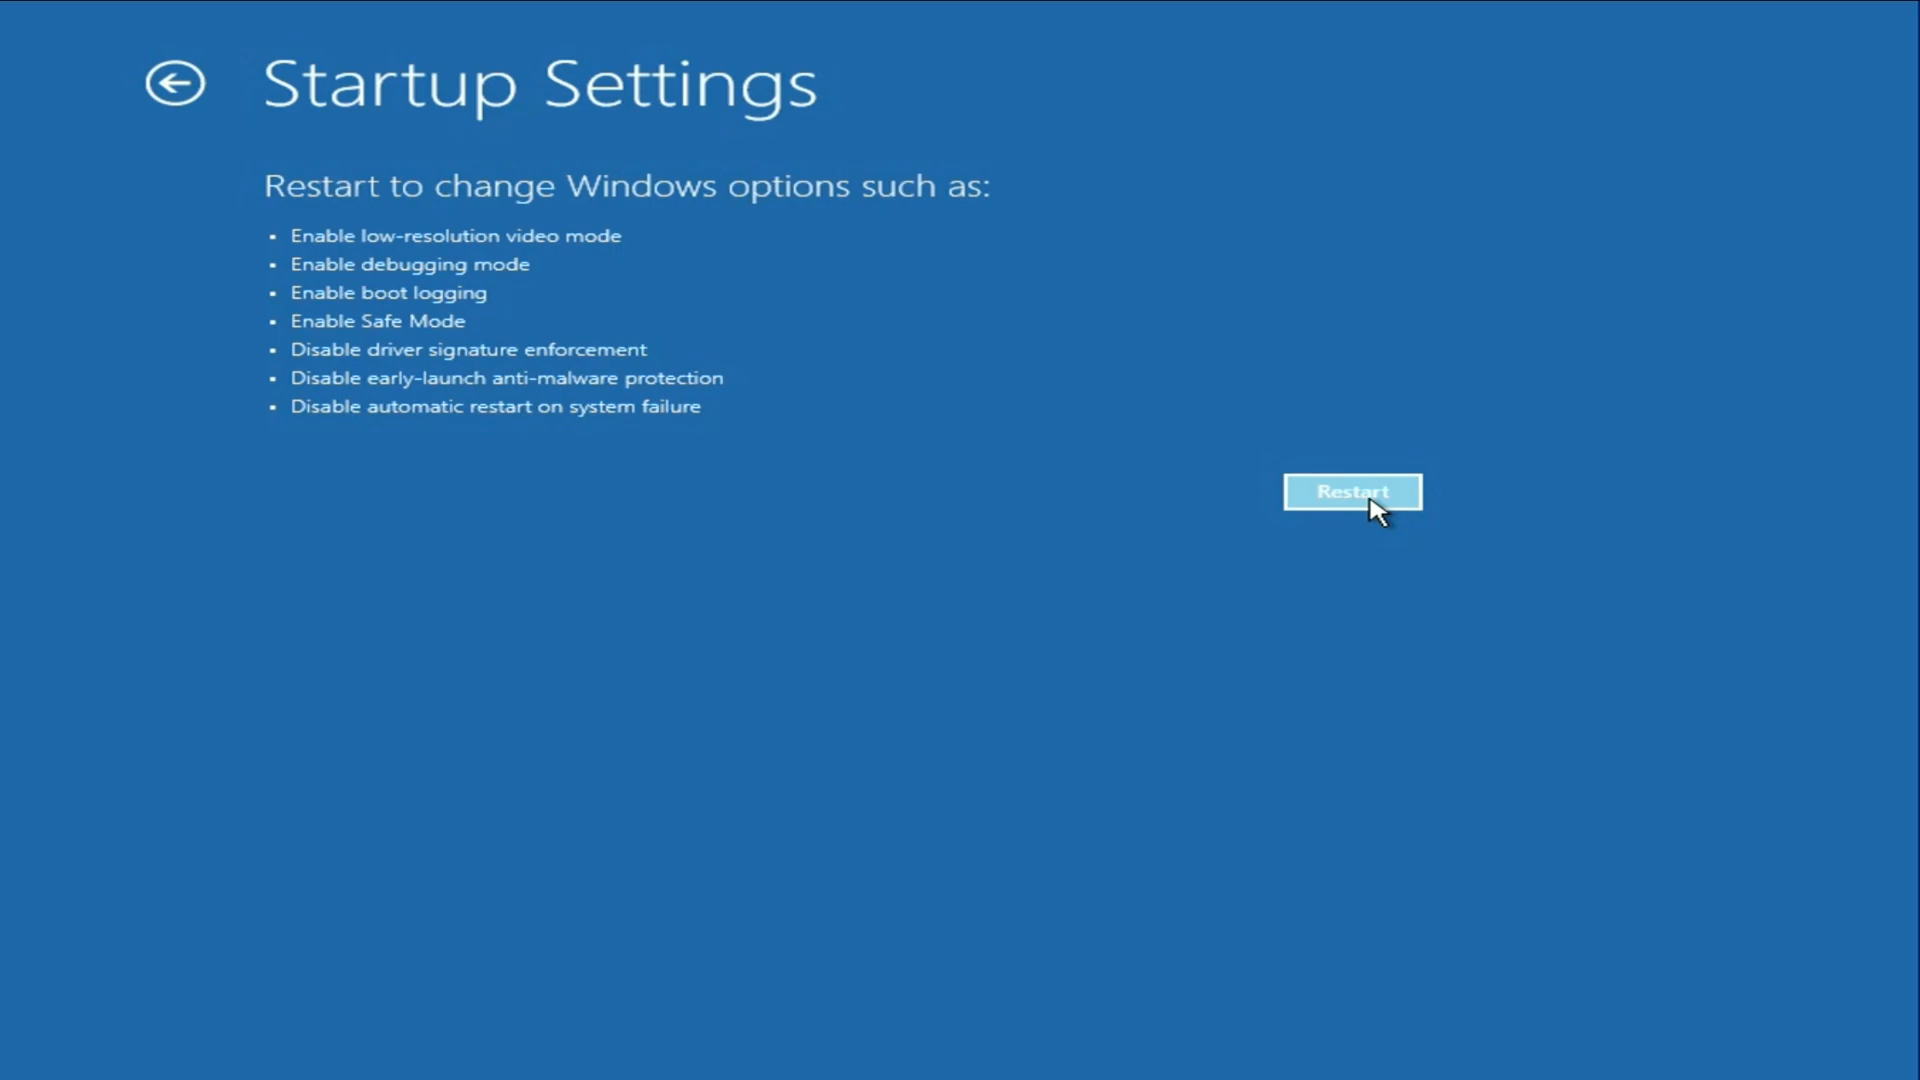 Startup Settings
Restart to change Windows options such as:
▪ Enable low-resolution video mode
▪ Enable debugging mode
▪ Enable boot logging
▪ Enable Safe Mode
▪ Disable driver signature enforcement
▪ Disable early-launch anti-malware protection
▪ Disable automatic restart on system failure
Restart